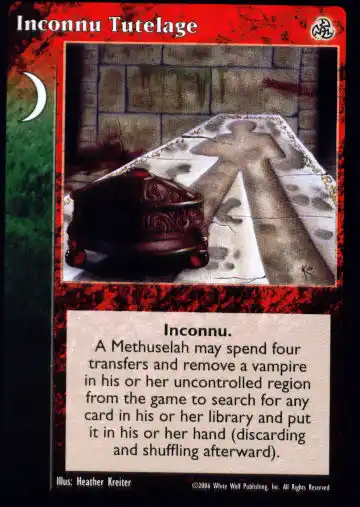 Inconnu Tutelage
Inconnu.
A Methuselah may spend four
transfers and remove a vampire
in his or her uncontrolled region
from the game to search for any
card in his or her library and put
it in his or her hand (discarding
and shuffling afterward).
Illus: Heather Kreiter
©2006 White Wolf Publishing, Inc. All Rights Reserved